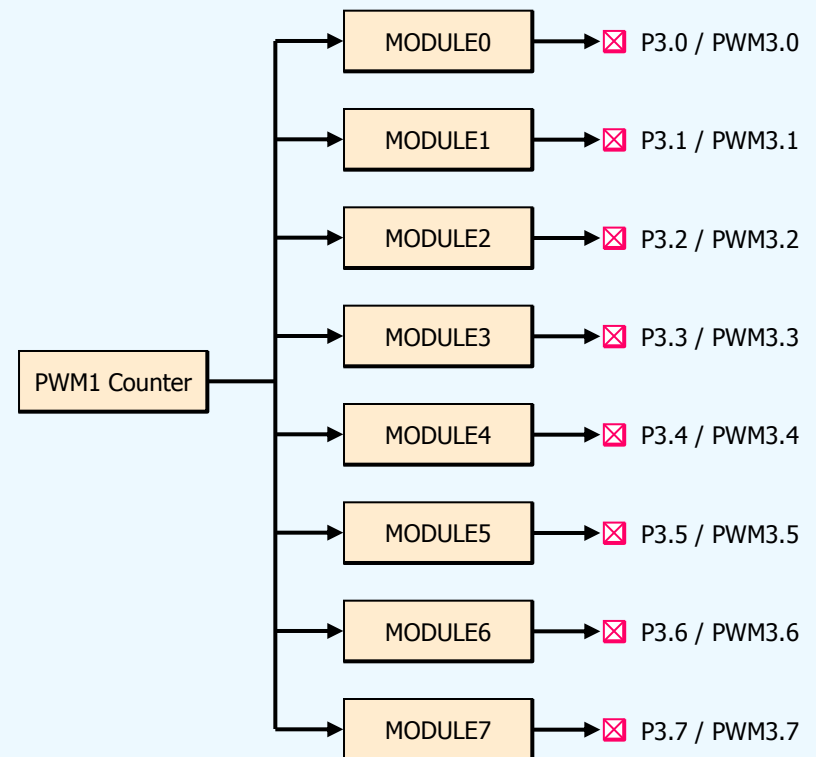 MODULE0 P3.0 / PWM3.0
MODULE1 P3.1 / PWM3.1
MODULE2 P3.2 / PWM3.2
MODULE3 P3.3 / PWM3.3
PWM1 Counter
MODULE4 P3.4 / PWM3.4
MODULE5 P3.5 / PWM3.5
MODULE6 P3.6 / PWM3.6
MODULE7 P3.7 / PWM3.7